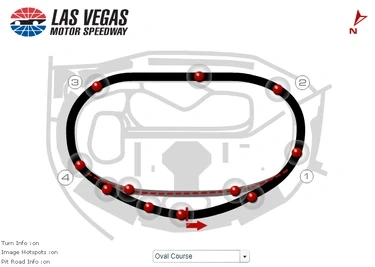 LAS VEGAS
MOTOR SPEEDWAY
N
3
2
4
1
Turn Info : on
Image Hotspots : on
Pit Road Info : on
Oval Course